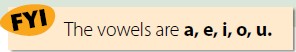 FYI
The vowels are a, e, i, o, u.